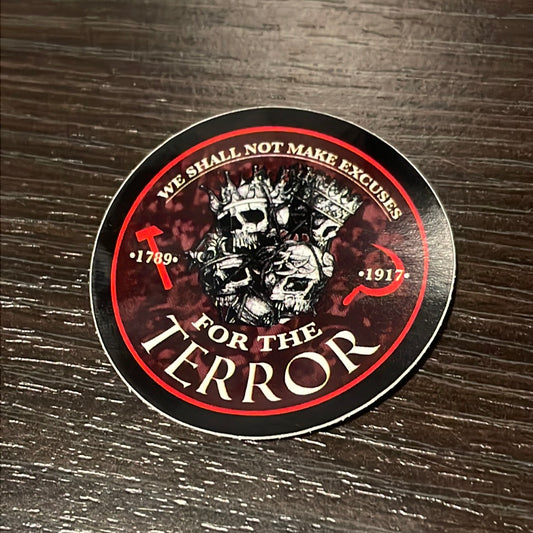 WE SHALL NOT MAKE EXCUSES
•1789•
•1917•
FOR THE
TERROR